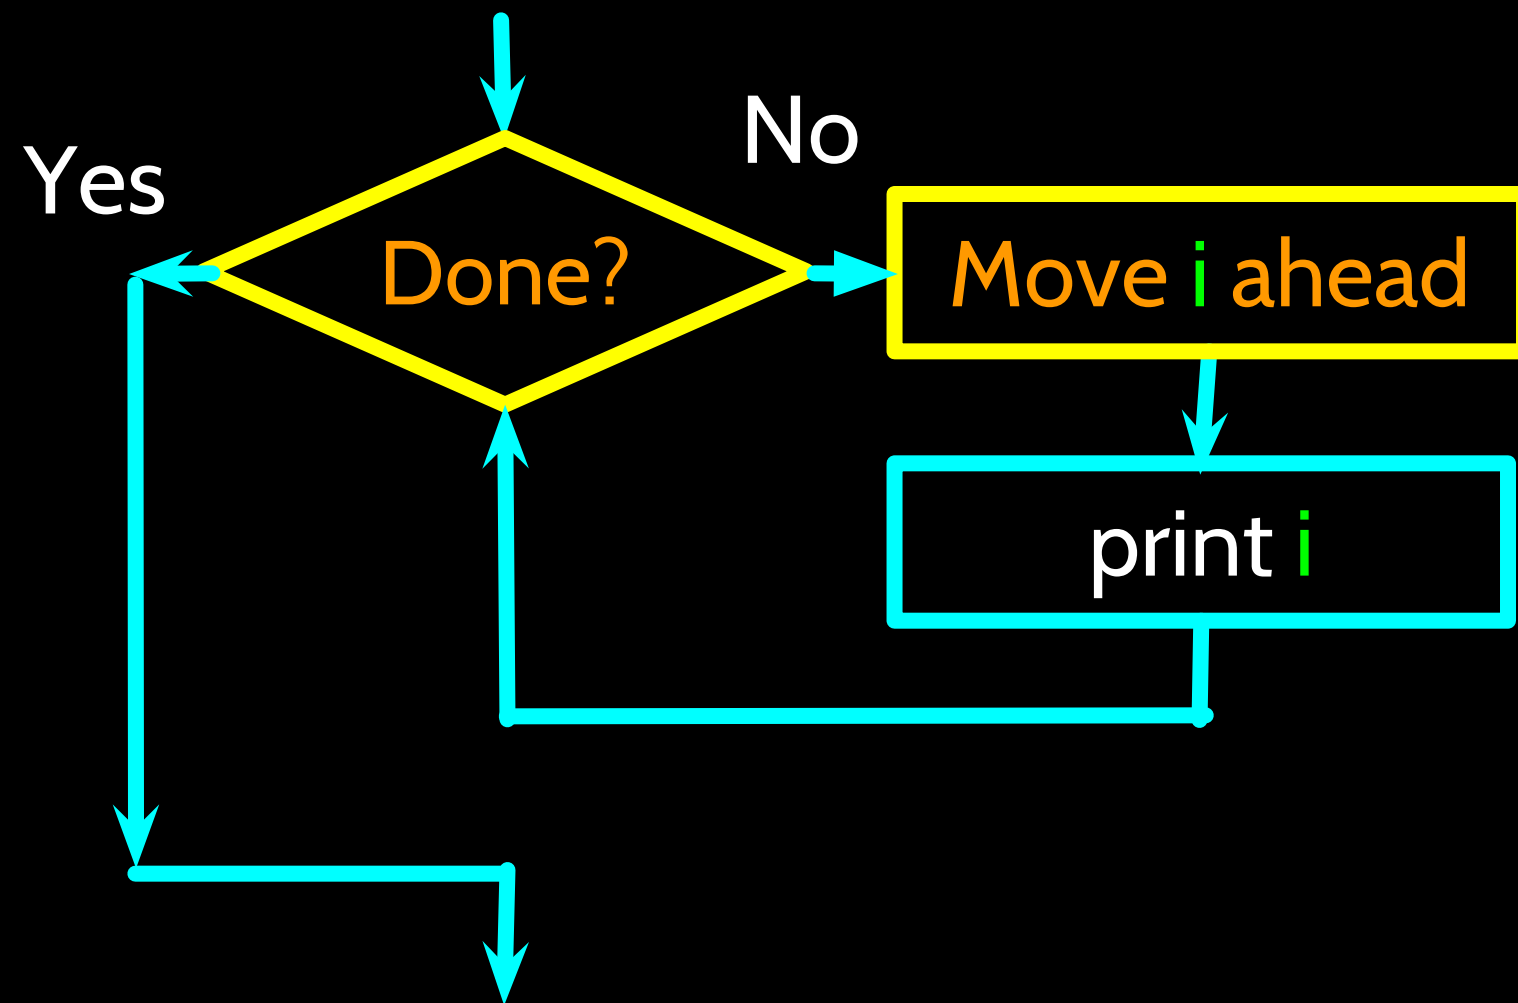 Yes
No
Done?
Move i ahead
print i